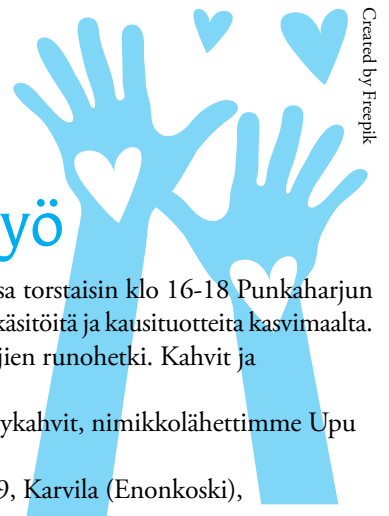 Created by Freepik
yö
sa torstaisin klo 16-18 Punkaharjun
käsitöitä ja kausituotteita kasvimaalta.
jien runohetki. Kahvit ja
ykahvit, nimikkolähettimme Upu
9, Karvila (Enonkoski),